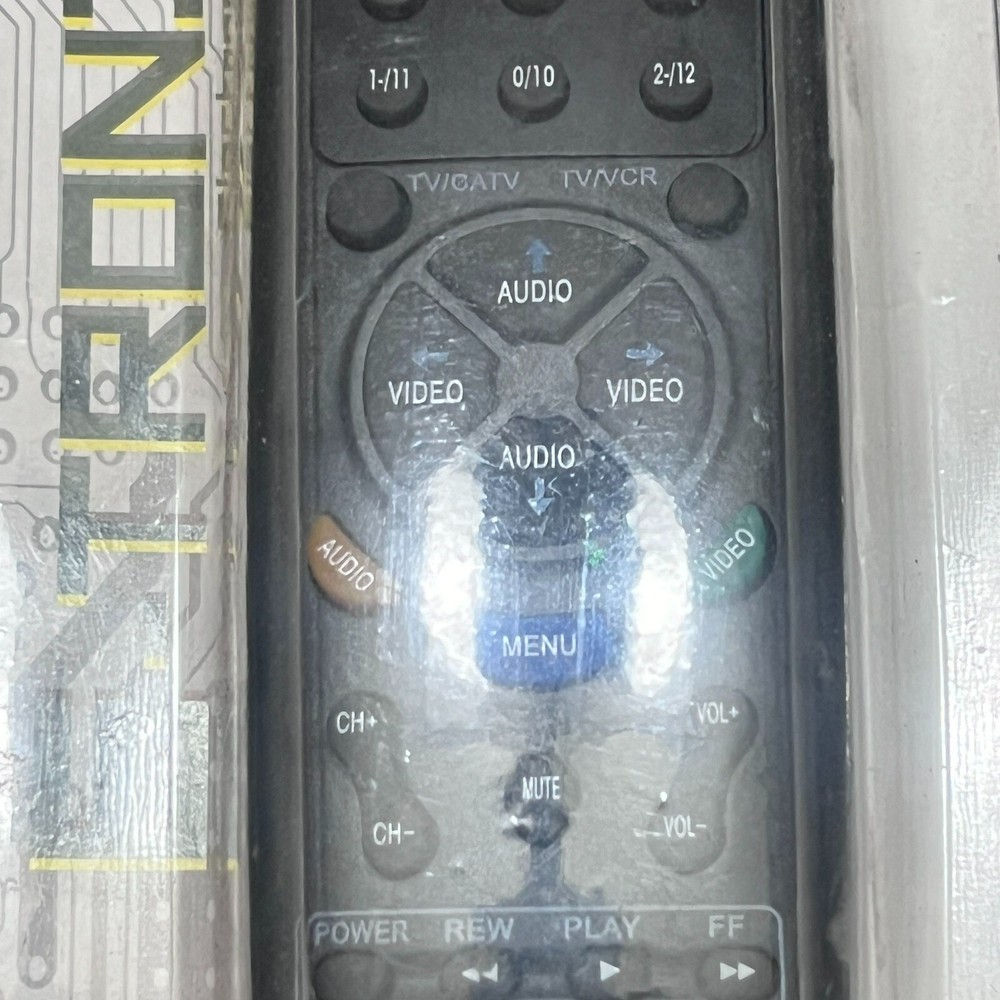 1-/11 0/10 2-/12
TV/CATV TV/VCR
AUDIO
VIDEO VIDEO
AUDIO
AUDIO VIDEO
MENU
CH+ VOL+
MUTE
CH- VOL-
POWER REW PLAY FF
TRON